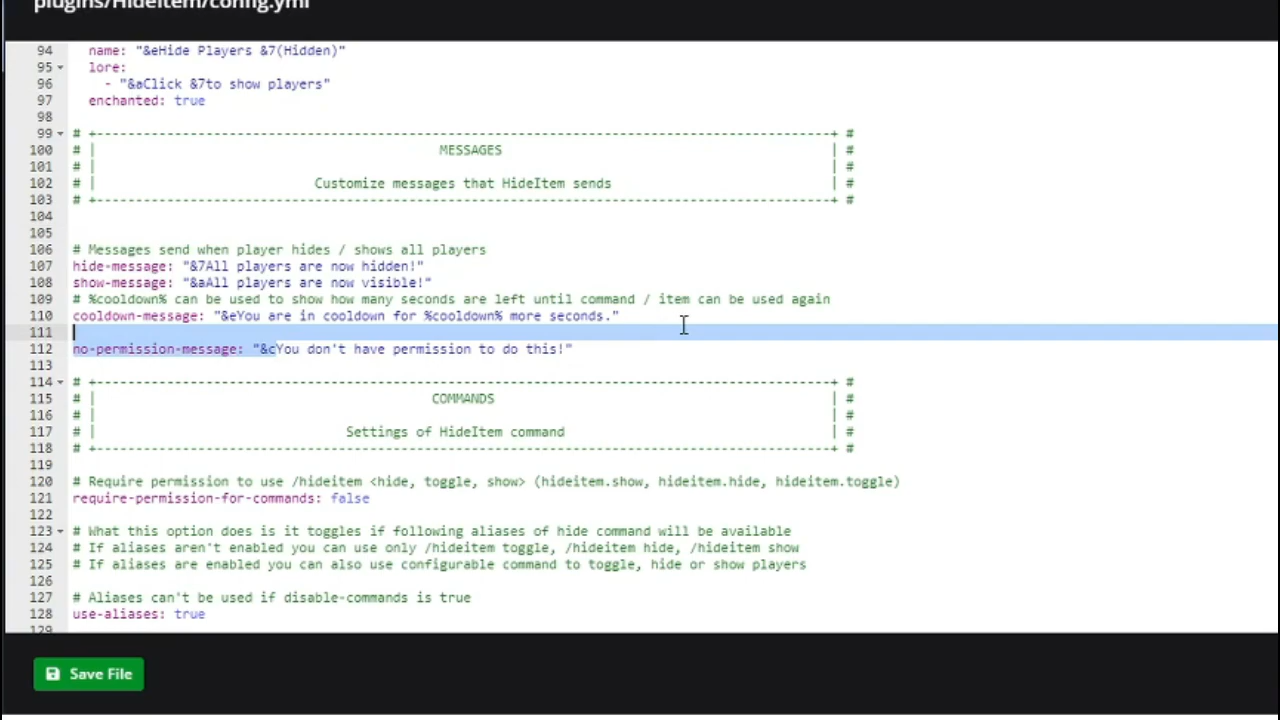 plugins/HideItem/config.yml
94 name: "&eHide Players &7(Hidden)"
95 lore:
96 - "&aClick &7to show players"
97 enchanted: true
98
99 # +-----------------------------------------------------------------------------------------------+ #
100 # | MESSAGES | #
101 # | | #
102 # | Customize messages that HideItem sends | #
103 # +-----------------------------------------------------------------------------------------------+ #
104
105
106 # Messages send when player hides / shows all players
107 hide-message: "&7All players are now hidden!"
108 show-message: "&aAll players are now visible!"
109 # %cooldown% can be used to show how many seconds are left until command / item can be used again
110 cooldown-message: "&eYou are in cooldown for %cooldown% more seconds."
111
112 no-permission-message: "&cYou don't have permission to do this!"
113
114 # +-----------------------------------------------------------------------------------------------+ #
115 # | COMMANDS | #
116 # | | #
117 # | Settings of HideItem command | #
118 # +-----------------------------------------------------------------------------------------------+ #
119
120 # Require permission to use /hideitem <hide, toggle, show> (hideitem.show, hideitem.hide, hideitem.toggle)
121 require-permission-for-commands: false
122
123 # What this option does is it toggles if following aliases of hide command will be available
124 # If aliases aren't enabled you can use only /hideitem toggle, /hideitem hide, /hideitem show
125 # If aliases are enabled you can also use configurable command to toggle, hide or show players
126
127 # Aliases can't be used if disable-commands is true
128 use-aliases: true
129
Save File